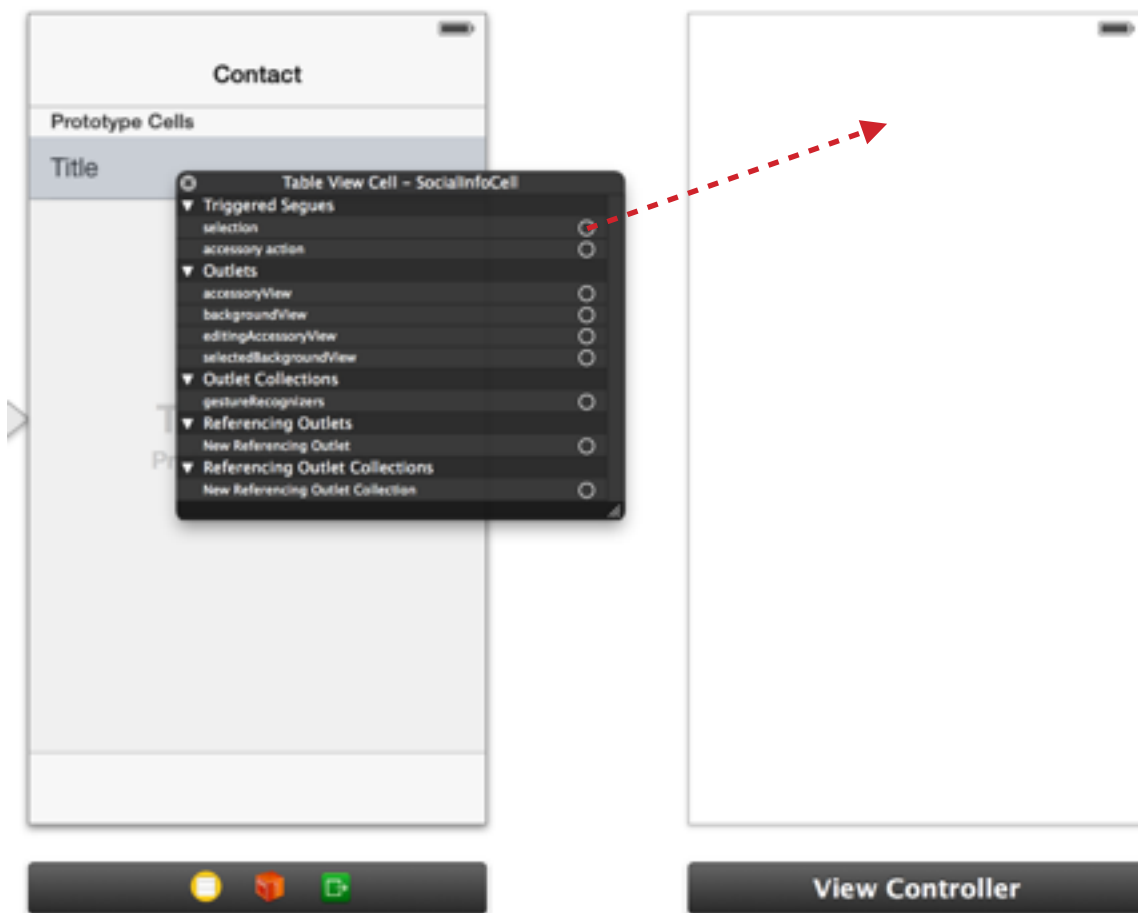 Contact
Prototype Cells
Title
Table View Cell - SocialInfoCell
Triggered Segues
selection
accessory action
Outlets
accessoryView
backgroundView
editingAccessoryView
selectedBackgroundView
Outlet Collections
gestureRecognizers
Referencing Outlets
New Referencing Outlet
Referencing Outlet Collections
New Referencing Outlet Collection
T
Pr
View Controller